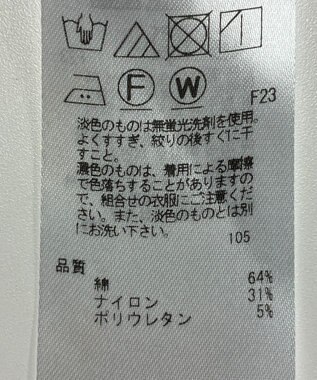 F W F23
淡色のものは無蛍光洗剤を使用。
よくすすぎ、絞りの後すぐに干
すこと。
濃色のものは、着用による摩擦
で色落ちすることがありますの
で、組合せの衣服にご注意くだ
さい。また、淡色のものとは別
にお洗い下さい。
105
品質
綿 64%
ナイロン 31%
ポリウレタン 5%